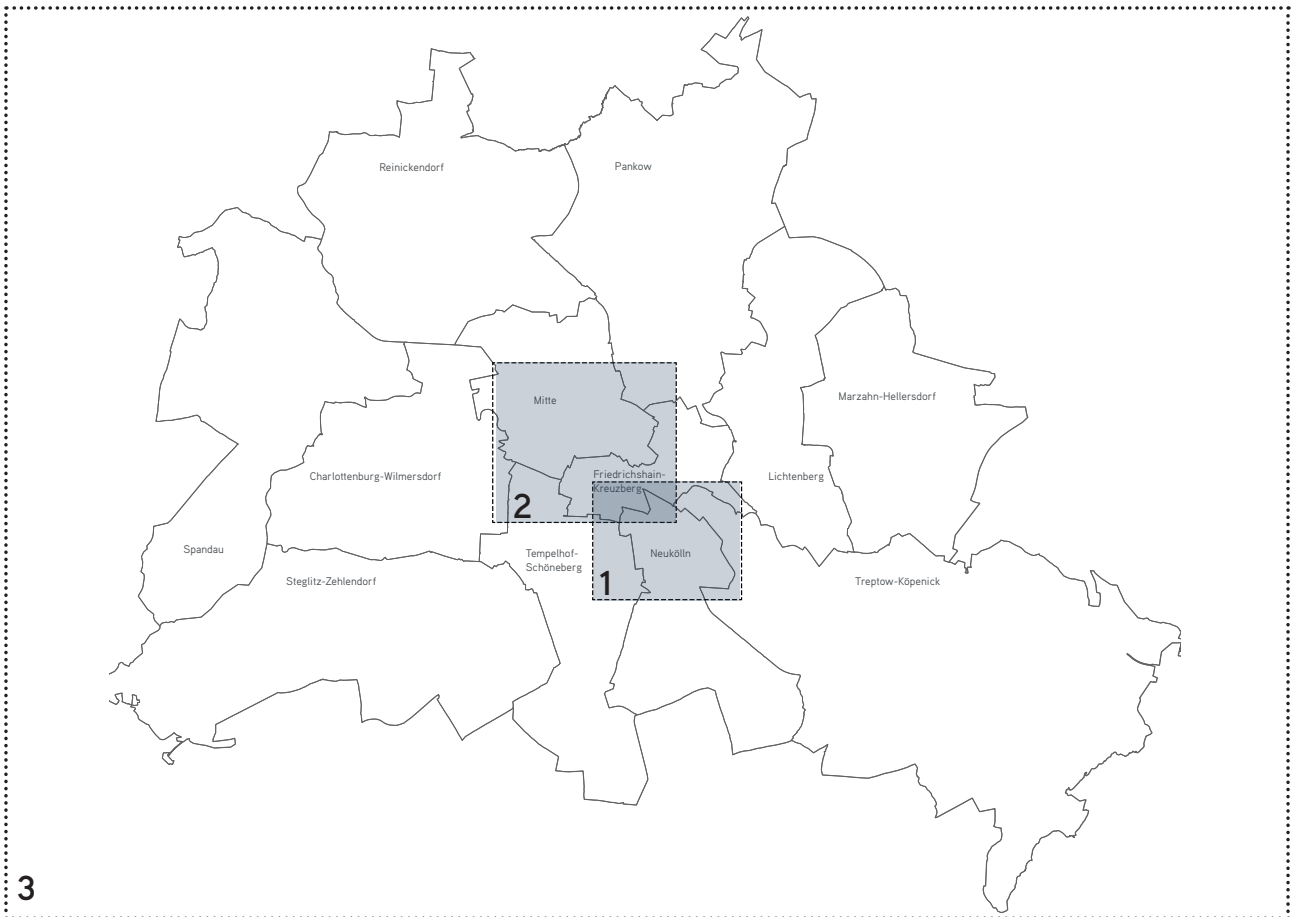 Reinickendorf
Pankow
Mitte
Marzahn-Hellersdorf
Charlottenburg-Wilmersdorf
Friedrichshain-
Kreuzberg
Lichtenberg
2
Spandau
Tempelhof-
Schöneberg
Neukölln
1
Steglitz-Zehlendorf
Treptow-Köpenick
3